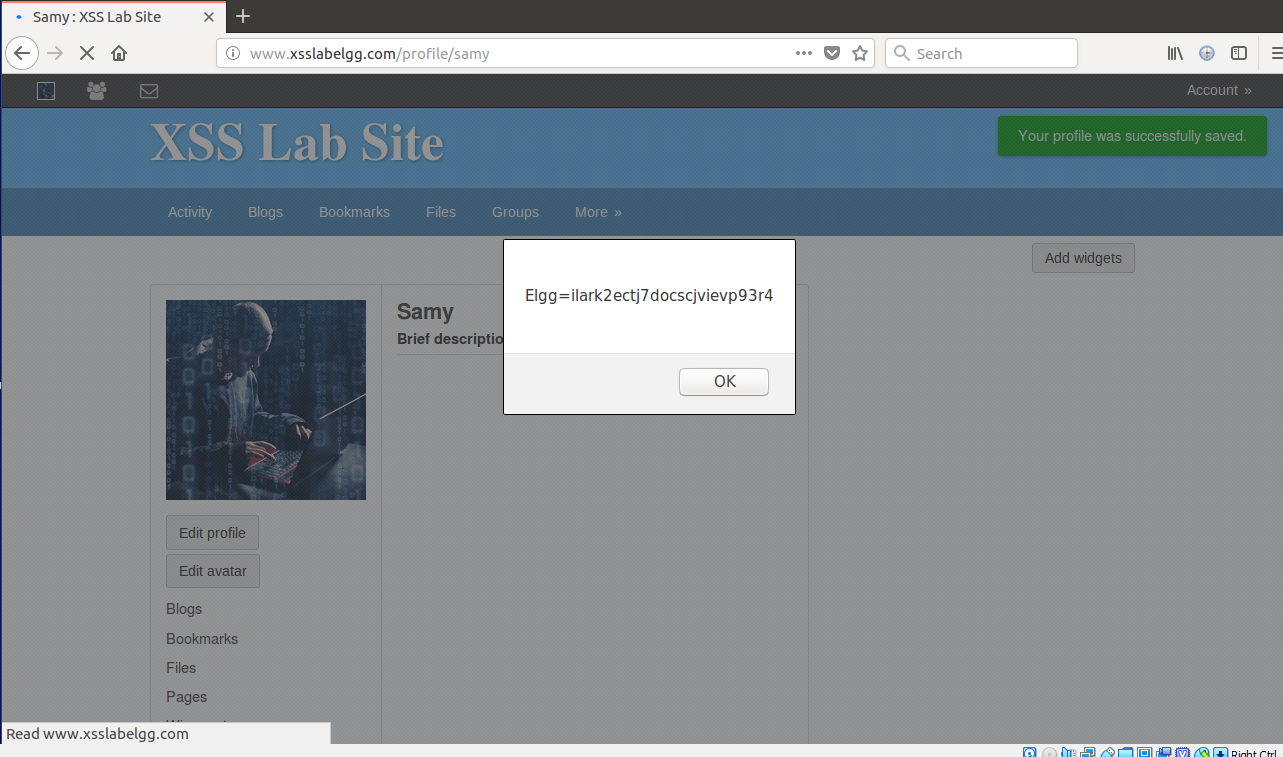 Samy : XSS Lab Site
www.xsslabelgg.com/profile/samy
Search
Account »
XSS Lab Site
Your profile was successfully saved.
Activity Blogs Bookmarks Files Groups More »
Add widgets
Elgg=ilark2ectj7docscjvievp93r4
OK
Samy
Brief descriptio
Edit profile
Edit avatar
Blogs
Bookmarks
Files
Pages
Read www.xsslabelgg.com
Right Ctrl